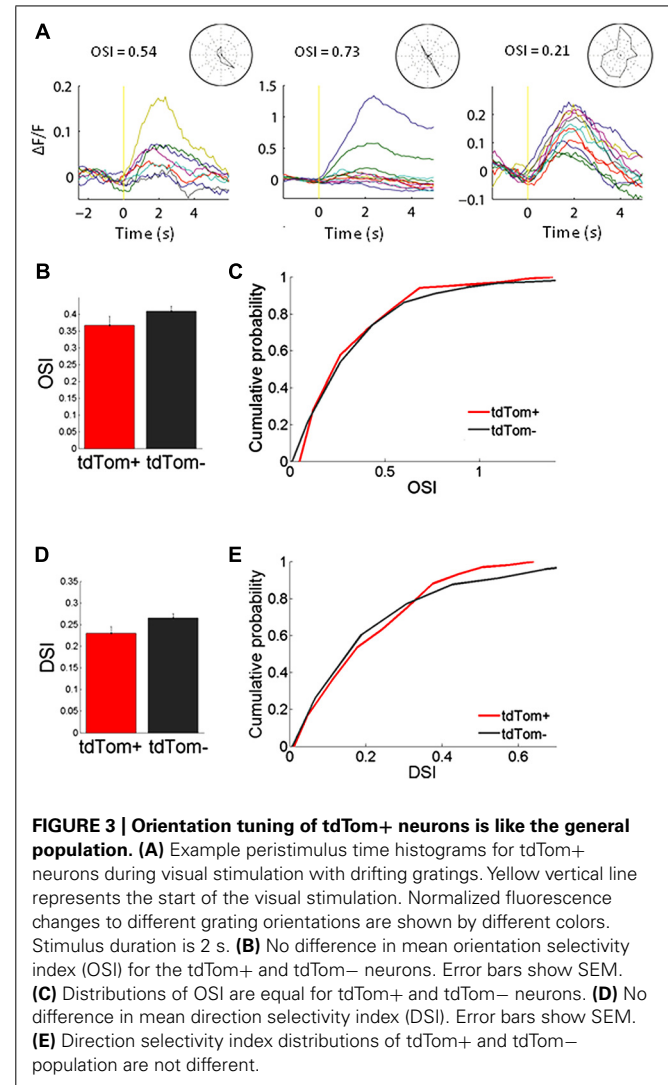 A
OSI = 0.54
OSI = 0.73
OSI = 0.21
ΔF/F
0.2
0.1
0
−2
0
2
4
Time (s)
1.5
1
0.5
0
0
2
4
Time (s)
0.2
0.1
0
−0.1
0
2
4
Time (s)
B
OSI
0.4
0.35
0.3
0.25
0.2
0.15
0.1
0.05
0
tdTom+ tdTom-
C
Cumulative probability
1
0.8
0.6
0.4
0.2
0
0
0.5
1
OSI
tdTom+
tdTom-
D
DSI
0.35
0.3
0.25
0.2
0.15
0.1
0.05
0
tdTom+ tdTom-
E
Cumulative probability
1
0.8
0.6
0.4
0.2
0
0
0.2
0.4
0.6
DSI
tdTom+
tdTom-
FIGURE 3 | Orientation tuning of tdTom+ neurons is like the general
population. (A) Example peristimulus time histograms for tdTom+
neurons during visual stimulation with drifting gratings. Yellow vertical line
represents the start of the visual stimulation. Normalized fluorescence
changes to different grating orientations are shown by different colors.
Stimulus duration is 2 s. (B) No difference in mean orientation selectivity
index (OSI) for the tdTom+ and tdTom− neurons. Error bars show SEM.
(C) Distributions of OSI are equal for tdTom+ and tdTom− neurons. (D) No
difference in mean direction selectivity index (DSI). Error bars show SEM.
(E) Direction selectivity index distributions of tdTom+ and tdTom−
population are not different.